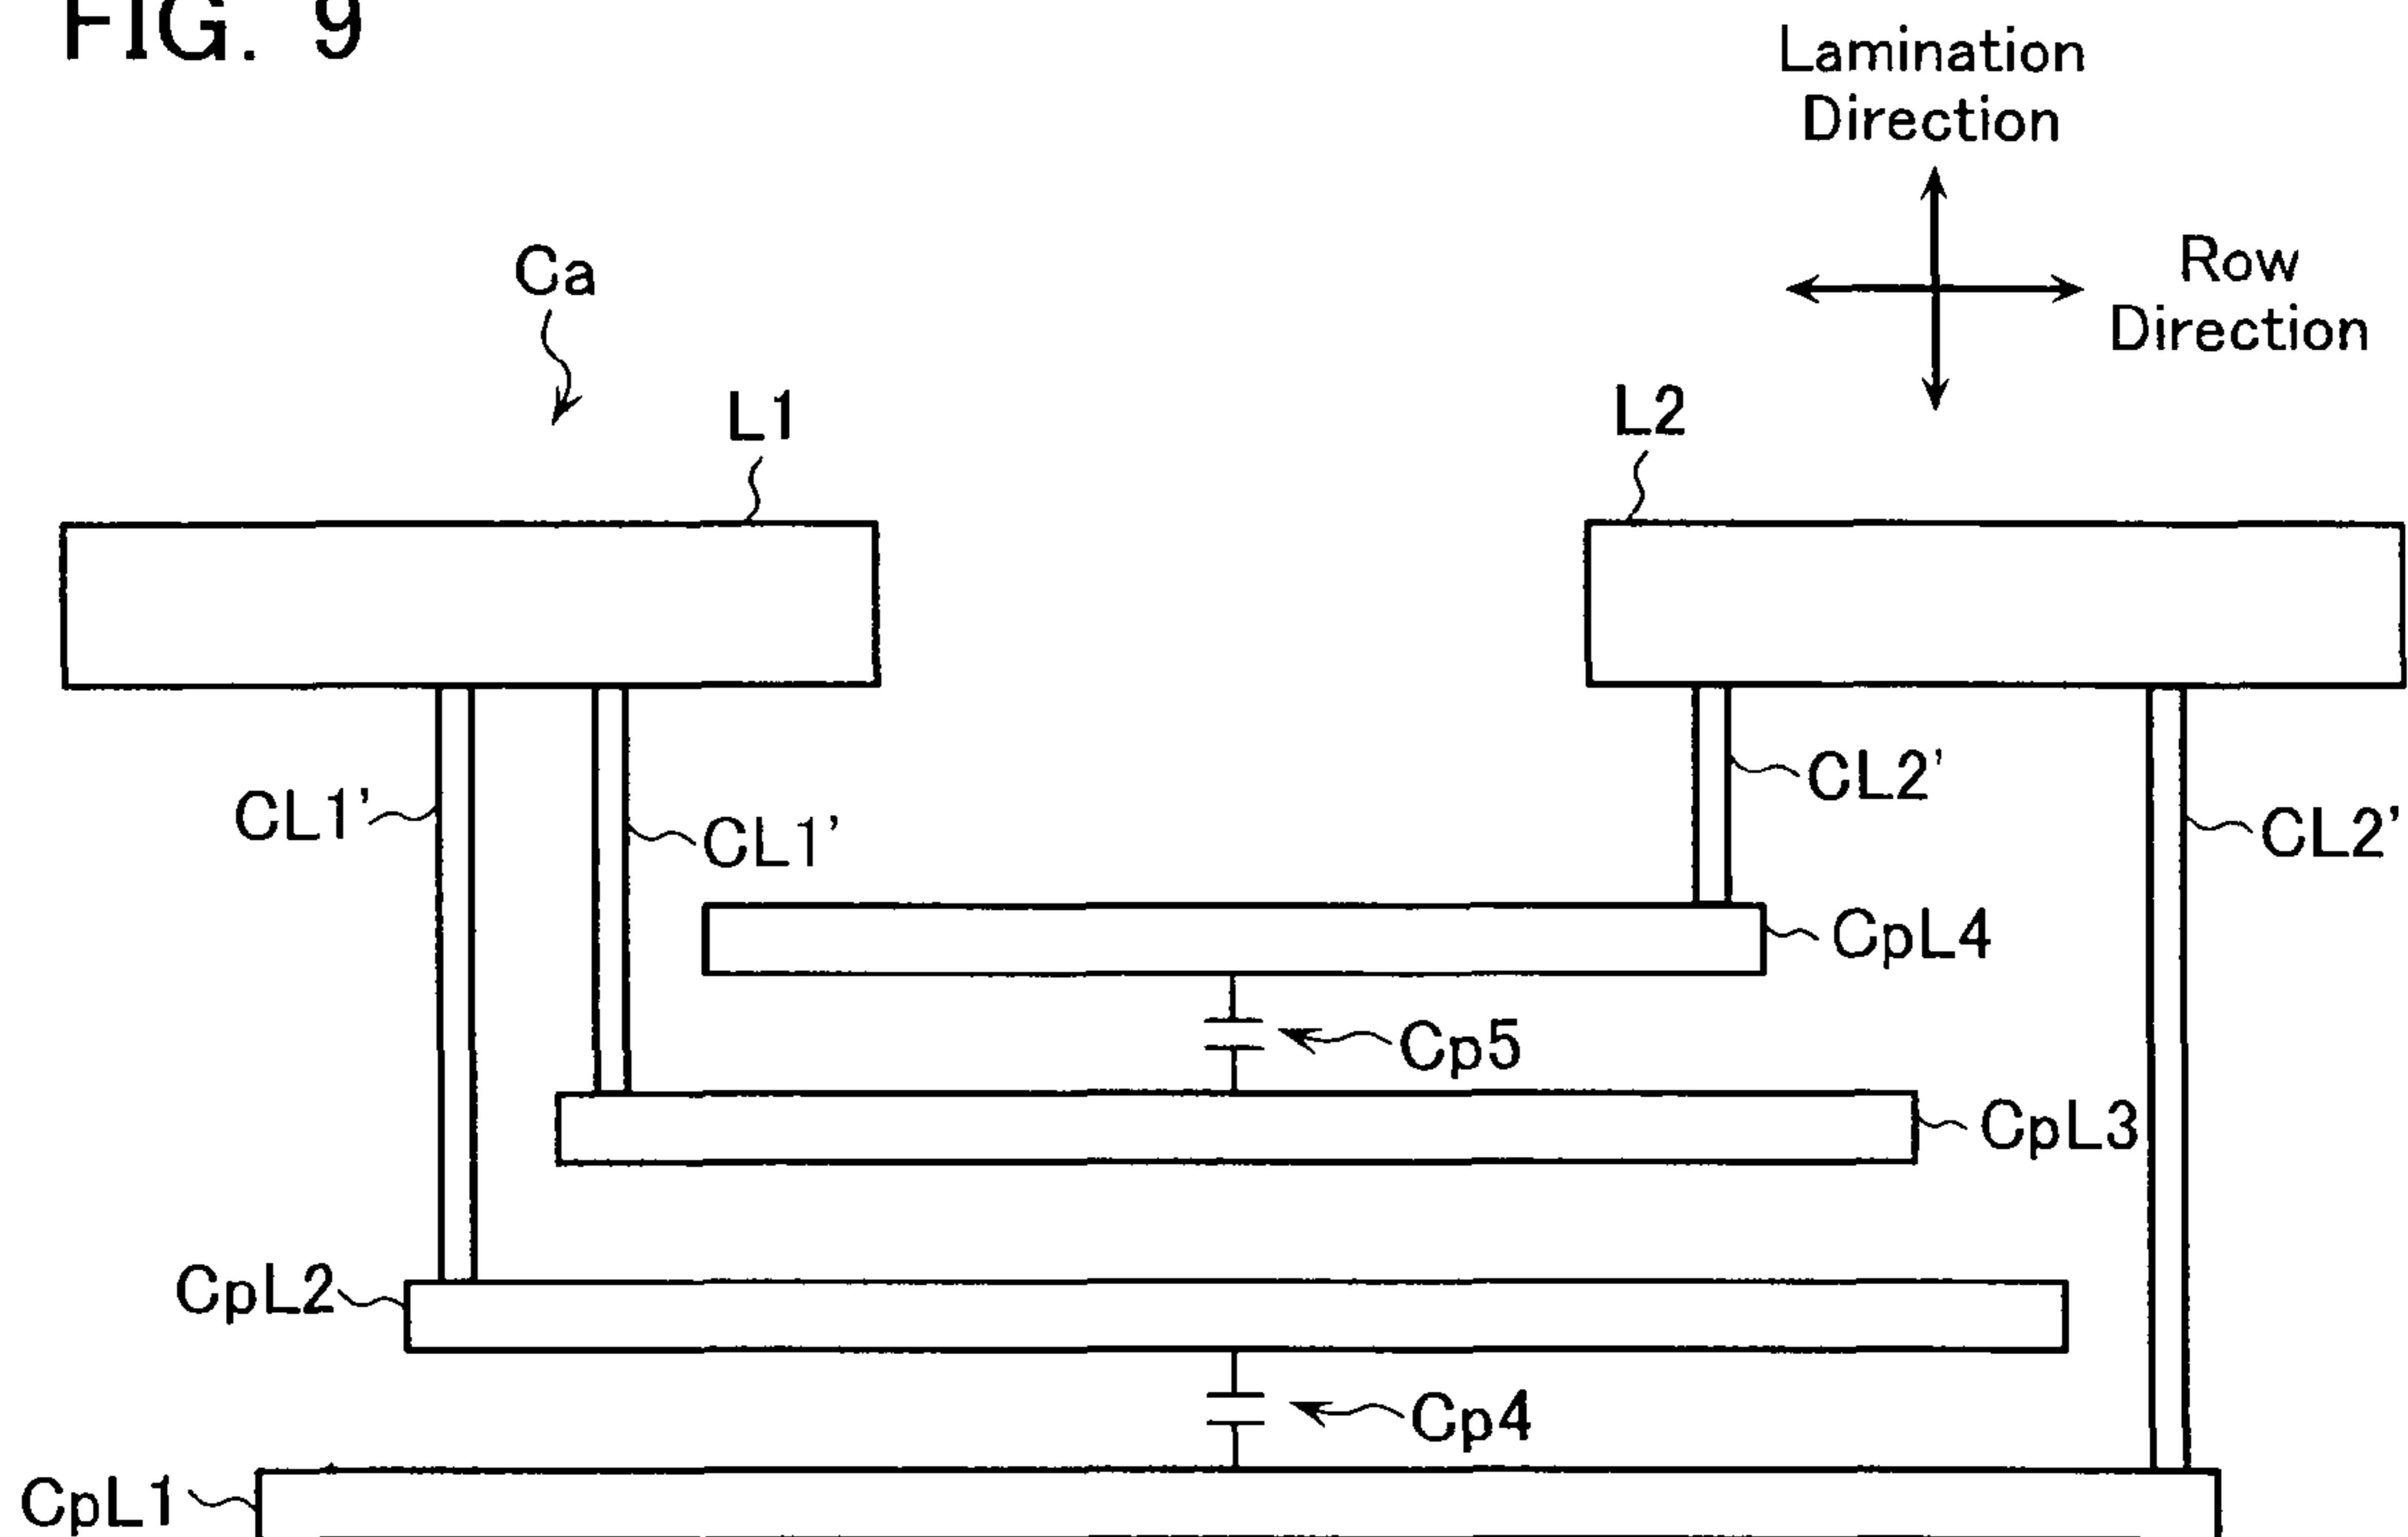 FIG. 9
Lamination
Direction
Row
Direction
Ca
L1
L2
CL1'
CL1'
CL2'
CL2'
CpL4
Cp5
CpL3
CpL2
Cp4
CpL1